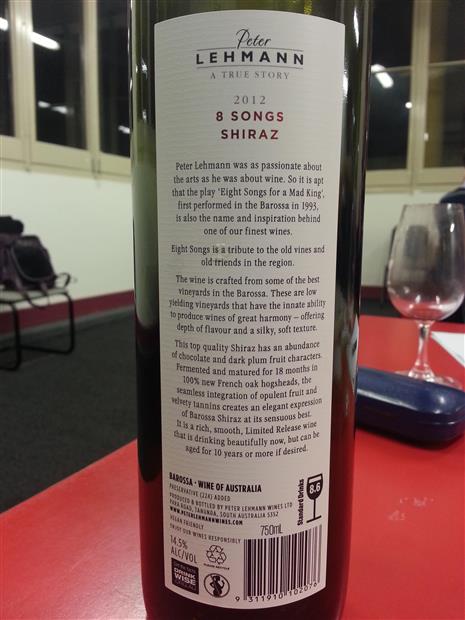 Peter
LEHMANN
A TRUE STORY
2012
8 SONGS
SHIRAZ
Peter Lehmann was as passionate about
the arts as he was about wine. So it is apt
that the play 'Eight Songs for a Mad King',
first performed in the Barossa in 1993,
is also the name and inspiration behind
one of our finest wines.
Eight Songs is a tribute to the old vines and
old friends in the region.
The wine is crafted from some of the best
vineyards in the Barossa. These are low
yielding vineyards that have the innate ability
to produce wines of great harmony – offering
depth of flavour and a silky, soft texture.
This top quality Shiraz has an abundance
of chocolate and dark plum fruit characters.
Fermented and matured for 18 months in
100% new French oak hogsheads, the
seamless integration of opulent fruit and
velvety tannins creates an elegant expression
of Barossa Shiraz at its sensuous best.
It is a rich, smooth, Limited Release wine
that is drinking beautifully now, but can be
aged for 10 years or more if desired.
BAROSSA · WINE OF AUSTRALIA
PRESERVATIVE (224) ADDED
PRODUCED & BOTTLED BY PETER LEHMANN WINES LTD
PARA ROAD, TANUNDA, SOUTH AUSTRALIA 5352
WWW.PETERLEHMANNWINES.COM
VEGAN FRIENDLY
ENJOY OUR WINES RESPONSIBLY
750mL
Standard Drinks
8.6
14.5%
ALC/VOL
PLEASE RECYCLE
DRINK
WISE
9 311910 102076